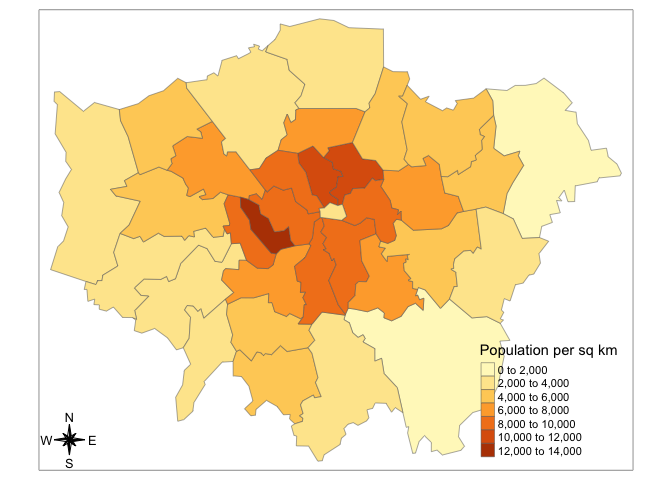 Population per sq km
0 to 2,000
2,000 to 4,000
4,000 to 6,000
6,000 to 8,000
8,000 to 10,000
10,000 to 12,000
12,000 to 14,000
N
W E
S